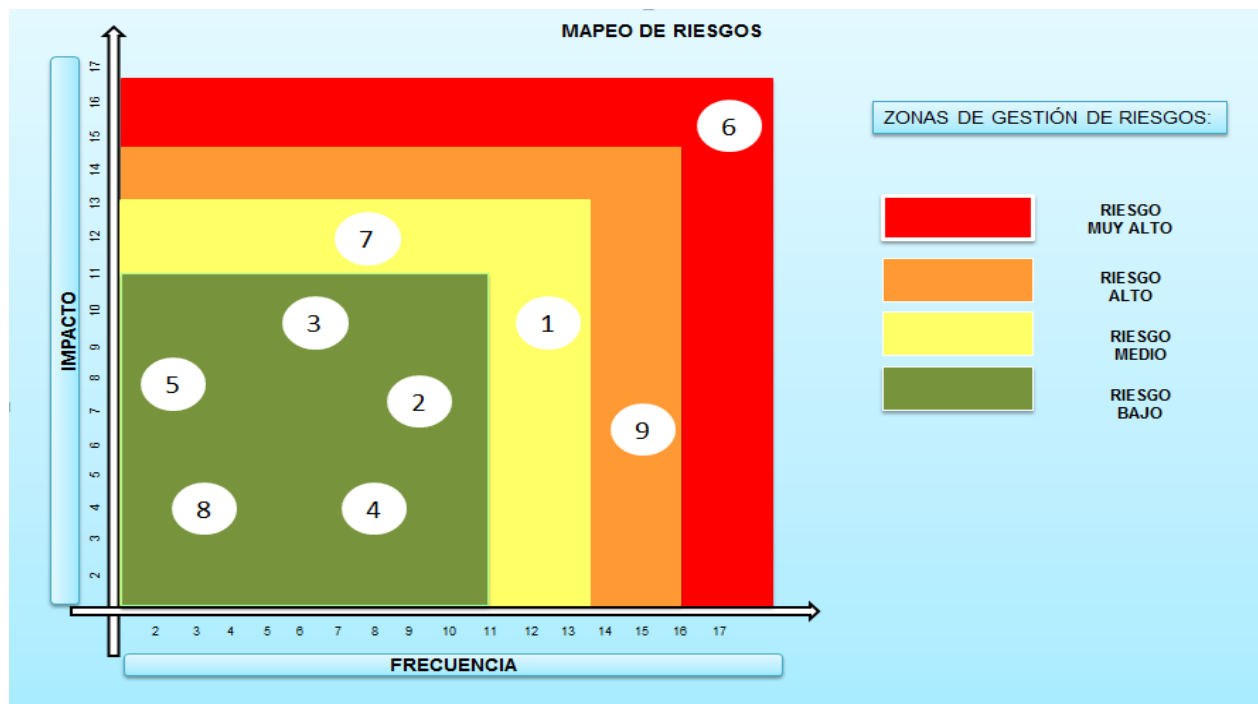 MAPEO DE RIESGOS
IMPACTO
17
16
15
14
13
12
11
10
9
8
7
6
5
4
3
2
6
7
3
1
5
2
9
8
4
2 3 4 5 6 7 8 9 10 11 12 13 14 15 16 17
FRECUENCIA
ZONAS DE GESTIÓN DE RIESGOS:
RIESGO
MUY ALTO
RIESGO
ALTO
RIESGO
MEDIO
RIESGO
BAJO